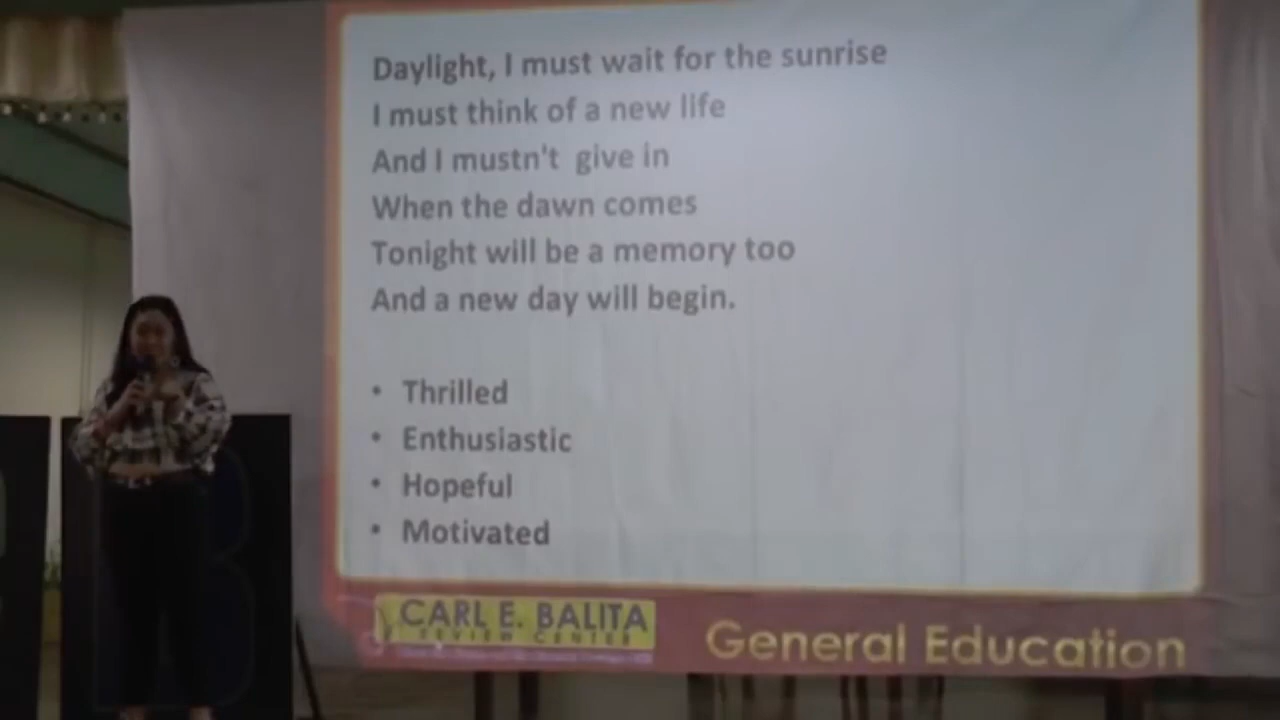 Daylight, I must wait for the sunrise
I must think of a new life
And I mustn't give in
When the dawn comes
Tonight will be a memory too
And a new day will begin.
• Thrilled
• Enthusiastic
• Hopeful
• Motivated
CARL E. BALITA
REVIEW CENTER
General Education